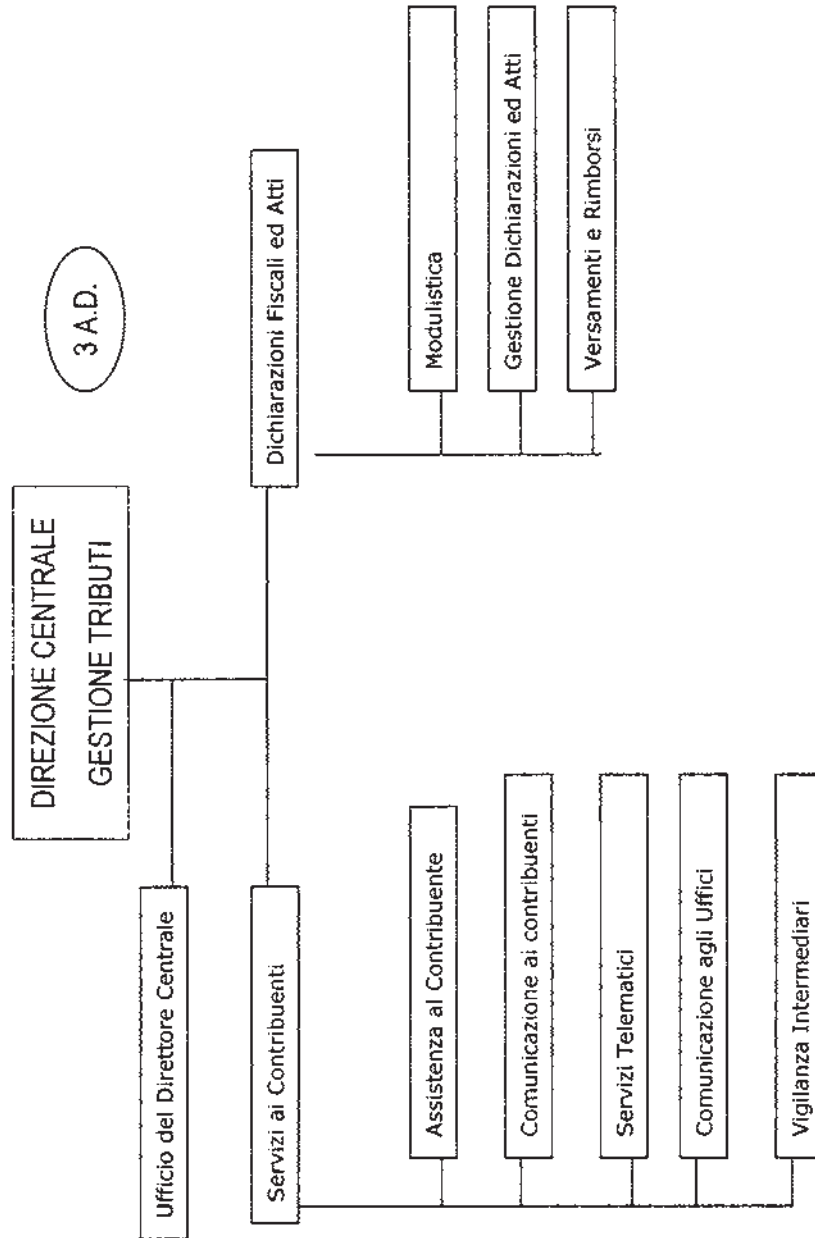 DIREZIONE CENTRALE
GESTIONE TRIBUTI
3 A.D.
Ufficio del Direttore Centrale
Servizi ai Contribuenti
Dichiarazioni Fiscali ed Atti
Assistenza al Contribuente
Comunicazione ai contribuenti
Servizi Telematici
Comunicazione agli Uffici
Vigilanza Intermediari
Modulistica
Gestione Dichiarazioni ed Atti
Versamenti e Rimborsi